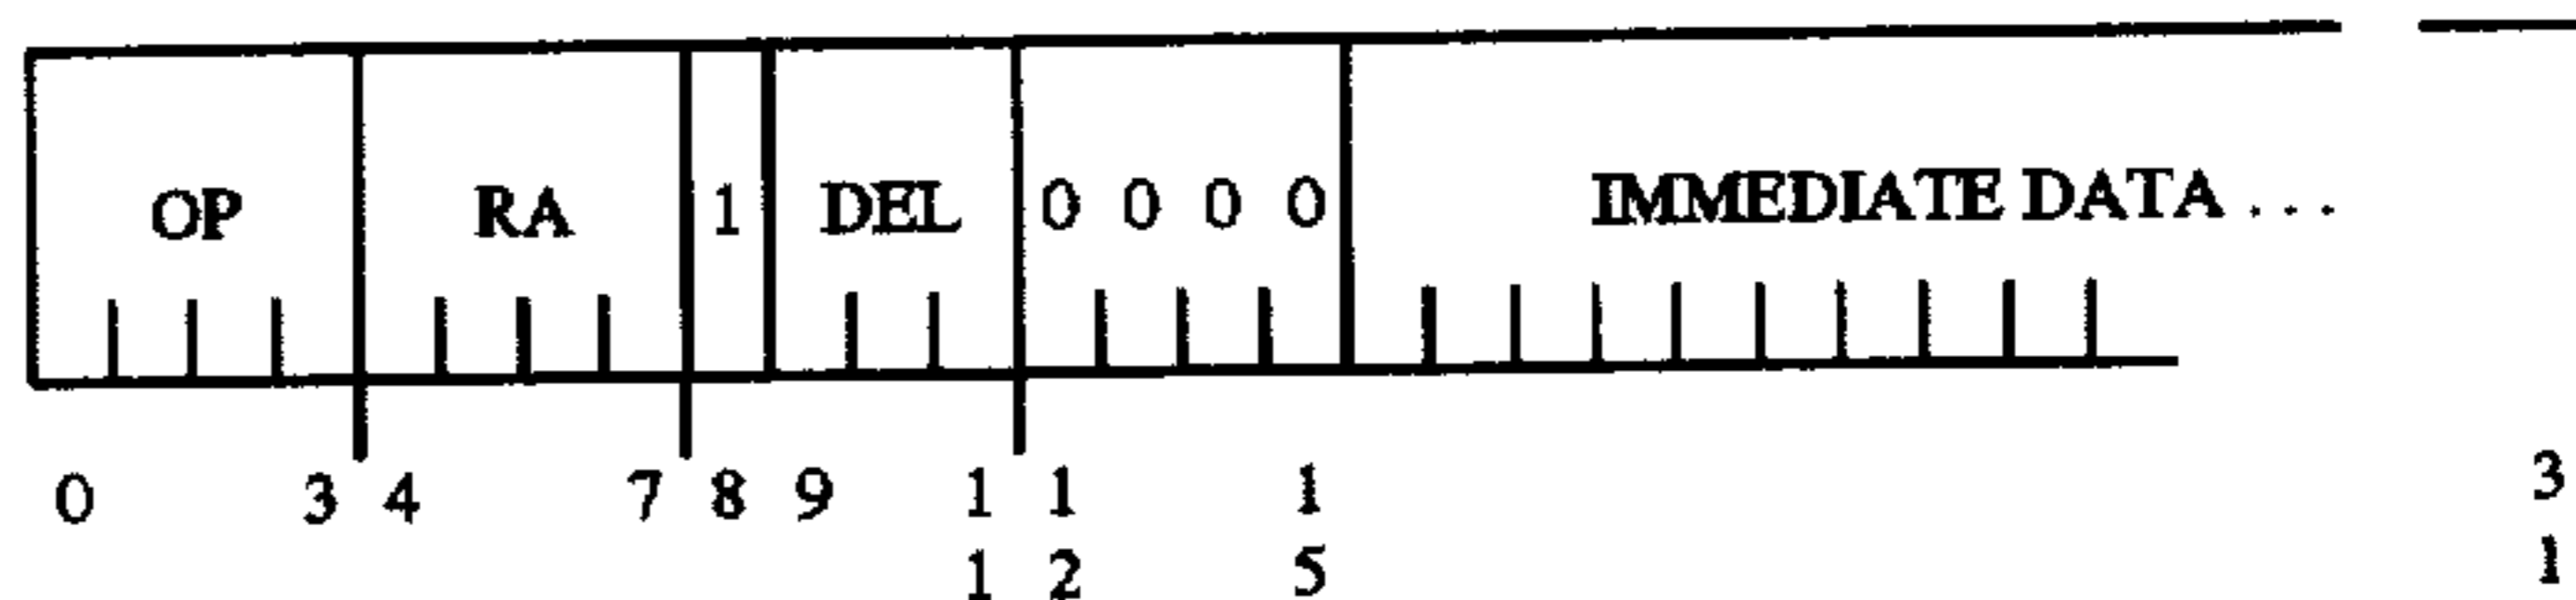 OP RA 1 DEL 0 0 0 0 IMMEDIATE DATA . . .
0 3 4 7 8 9 1 1 1 3
1 2 5 1